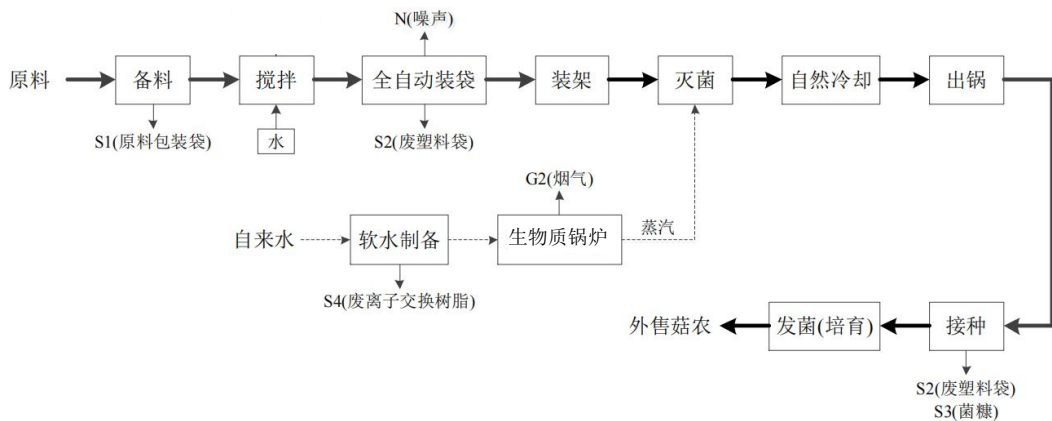 N(噪声)
原料
备料
搅拌
全自动装袋
装架
灭菌
自然冷却
出锅
S1(原料包装袋)
水
S2(废塑料袋)
G2(烟气)
自来水
软水制备
生物质锅炉
蒸汽
S4(废离子交换树脂)
外售菇农
发菌(培育)
接种
S2(废塑料袋)
S3(菌糠)